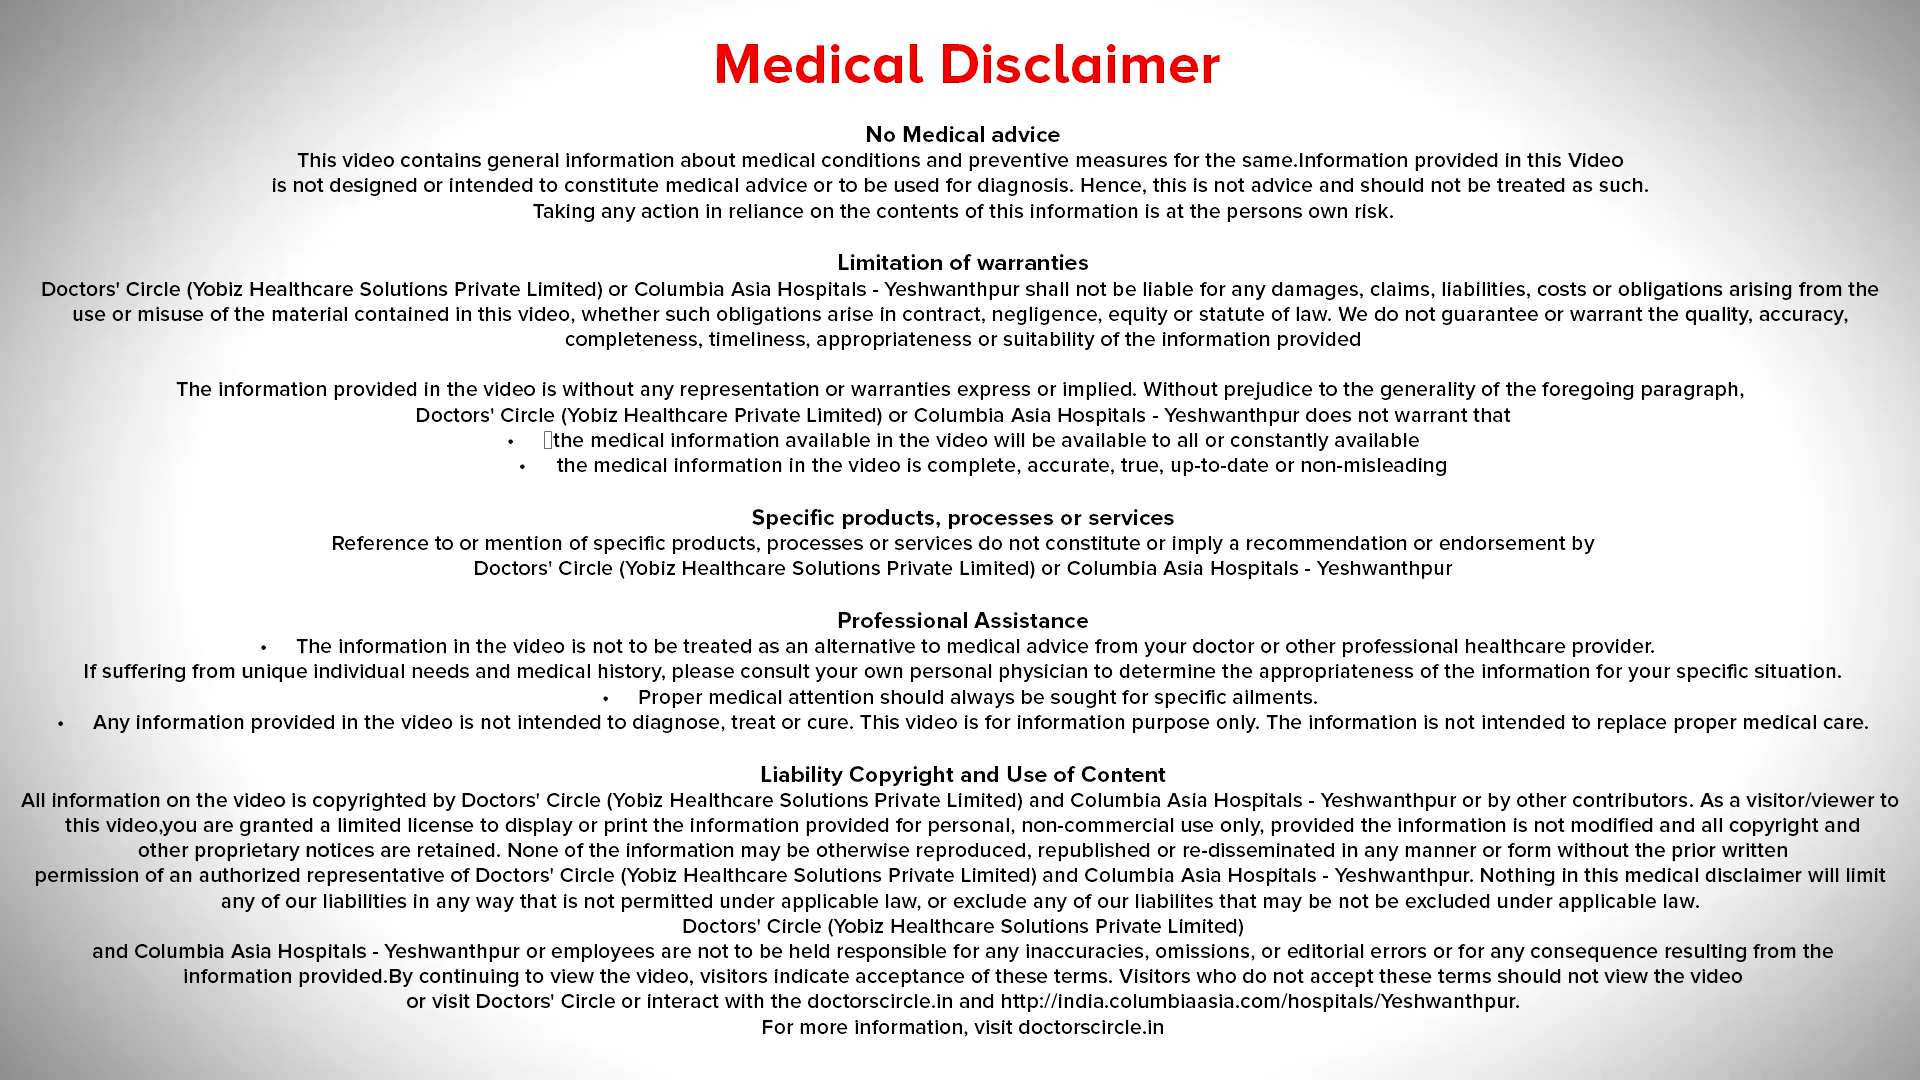 Medical Disclaimer
No Medical advice
This video contains general information about medical conditions and preventive measures for the same.Information provided in this Video
is not designed or intended to constitute medical advice or to be used for diagnosis. Hence, this is not advice and should not be treated as such.
Taking any action in reliance on the contents of this information is at the persons own risk.
Limitation of warranties
Doctors' Circle (Yobiz Healthcare Solutions Private Limited) or Columbia Asia Hospitals - Yeshwanthpur shall not be liable for any damages, claims, liabilities, costs or obligations arising from the
use or misuse of the material contained in this video, whether such obligations arise in contract, negligence, equity or statute of law. We do not guarantee or warrant the quality, accuracy,
completeness, timeliness, appropriateness or suitability of the information provided
The information provided in the video is without any representation or warranties express or implied. Without prejudice to the generality of the foregoing paragraph,
Doctors' Circle (Yobiz Healthcare Private Limited) or Columbia Asia Hospitals - Yeshwanthpur does not warrant that
• the medical information available in the video will be available to all or constantly available
• the medical information in the video is complete, accurate, true, up-to-date or non-misleading
Specific products, processes or services
Reference to or mention of specific products, processes or services do not constitute or imply a recommendation or endorsement by
Doctors' Circle (Yobiz Healthcare Solutions Private Limited) or Columbia Asia Hospitals - Yeshwanthpur
Professional Assistance
• The information in the video is not to be treated as an alternative to medical advice from your doctor or other professional healthcare provider.
If suffering from unique individual needs and medical history, please consult your own personal physician to determine the appropriateness of the information for your specific situation.
• Proper medical attention should always be sought for specific ailments.
• Any information provided in the video is not intended to diagnose, treat or cure. This video is for information purpose only. The information is not intended to replace proper medical care.
Liability Copyright and Use of Content
All information on the video is copyrighted by Doctors' Circle (Yobiz Healthcare Solutions Private Limited) and Columbia Asia Hospitals - Yeshwanthpur or by other contributors. As a visitor/viewer to
this video,you are granted a limited license to display or print the information provided for personal, non-commercial use only, provided the information is not modified and all copyright and
other proprietary notices are retained. None of the information may be otherwise reproduced, republished or re-disseminated in any manner or form without the prior written
permission of an authorized representative of Doctors' Circle (Yobiz Healthcare Solutions Private Limited) and Columbia Asia Hospitals - Yeshwanthpur. Nothing in this medical disclaimer will limit
any of our liabilities in any way that is not permitted under applicable law, or exclude any of our liabilites that may be not be excluded under applicable law.
Doctors' Circle (Yobiz Healthcare Solutions Private Limited)
and Columbia Asia Hospitals - Yeshwanthpur or employees are not to be held responsible for any inaccuracies, omissions, or editorial errors or for any consequence resulting from the
information provided.By continuing to view the video, visitors indicate acceptance of these terms. Visitors who do not accept these terms should not view the video
or visit Doctors' Circle or interact with the doctorscircle.in and http://india.columbiaasia.com/hospitals/Yeshwanthpur.
For more information, visit doctorscircle.in